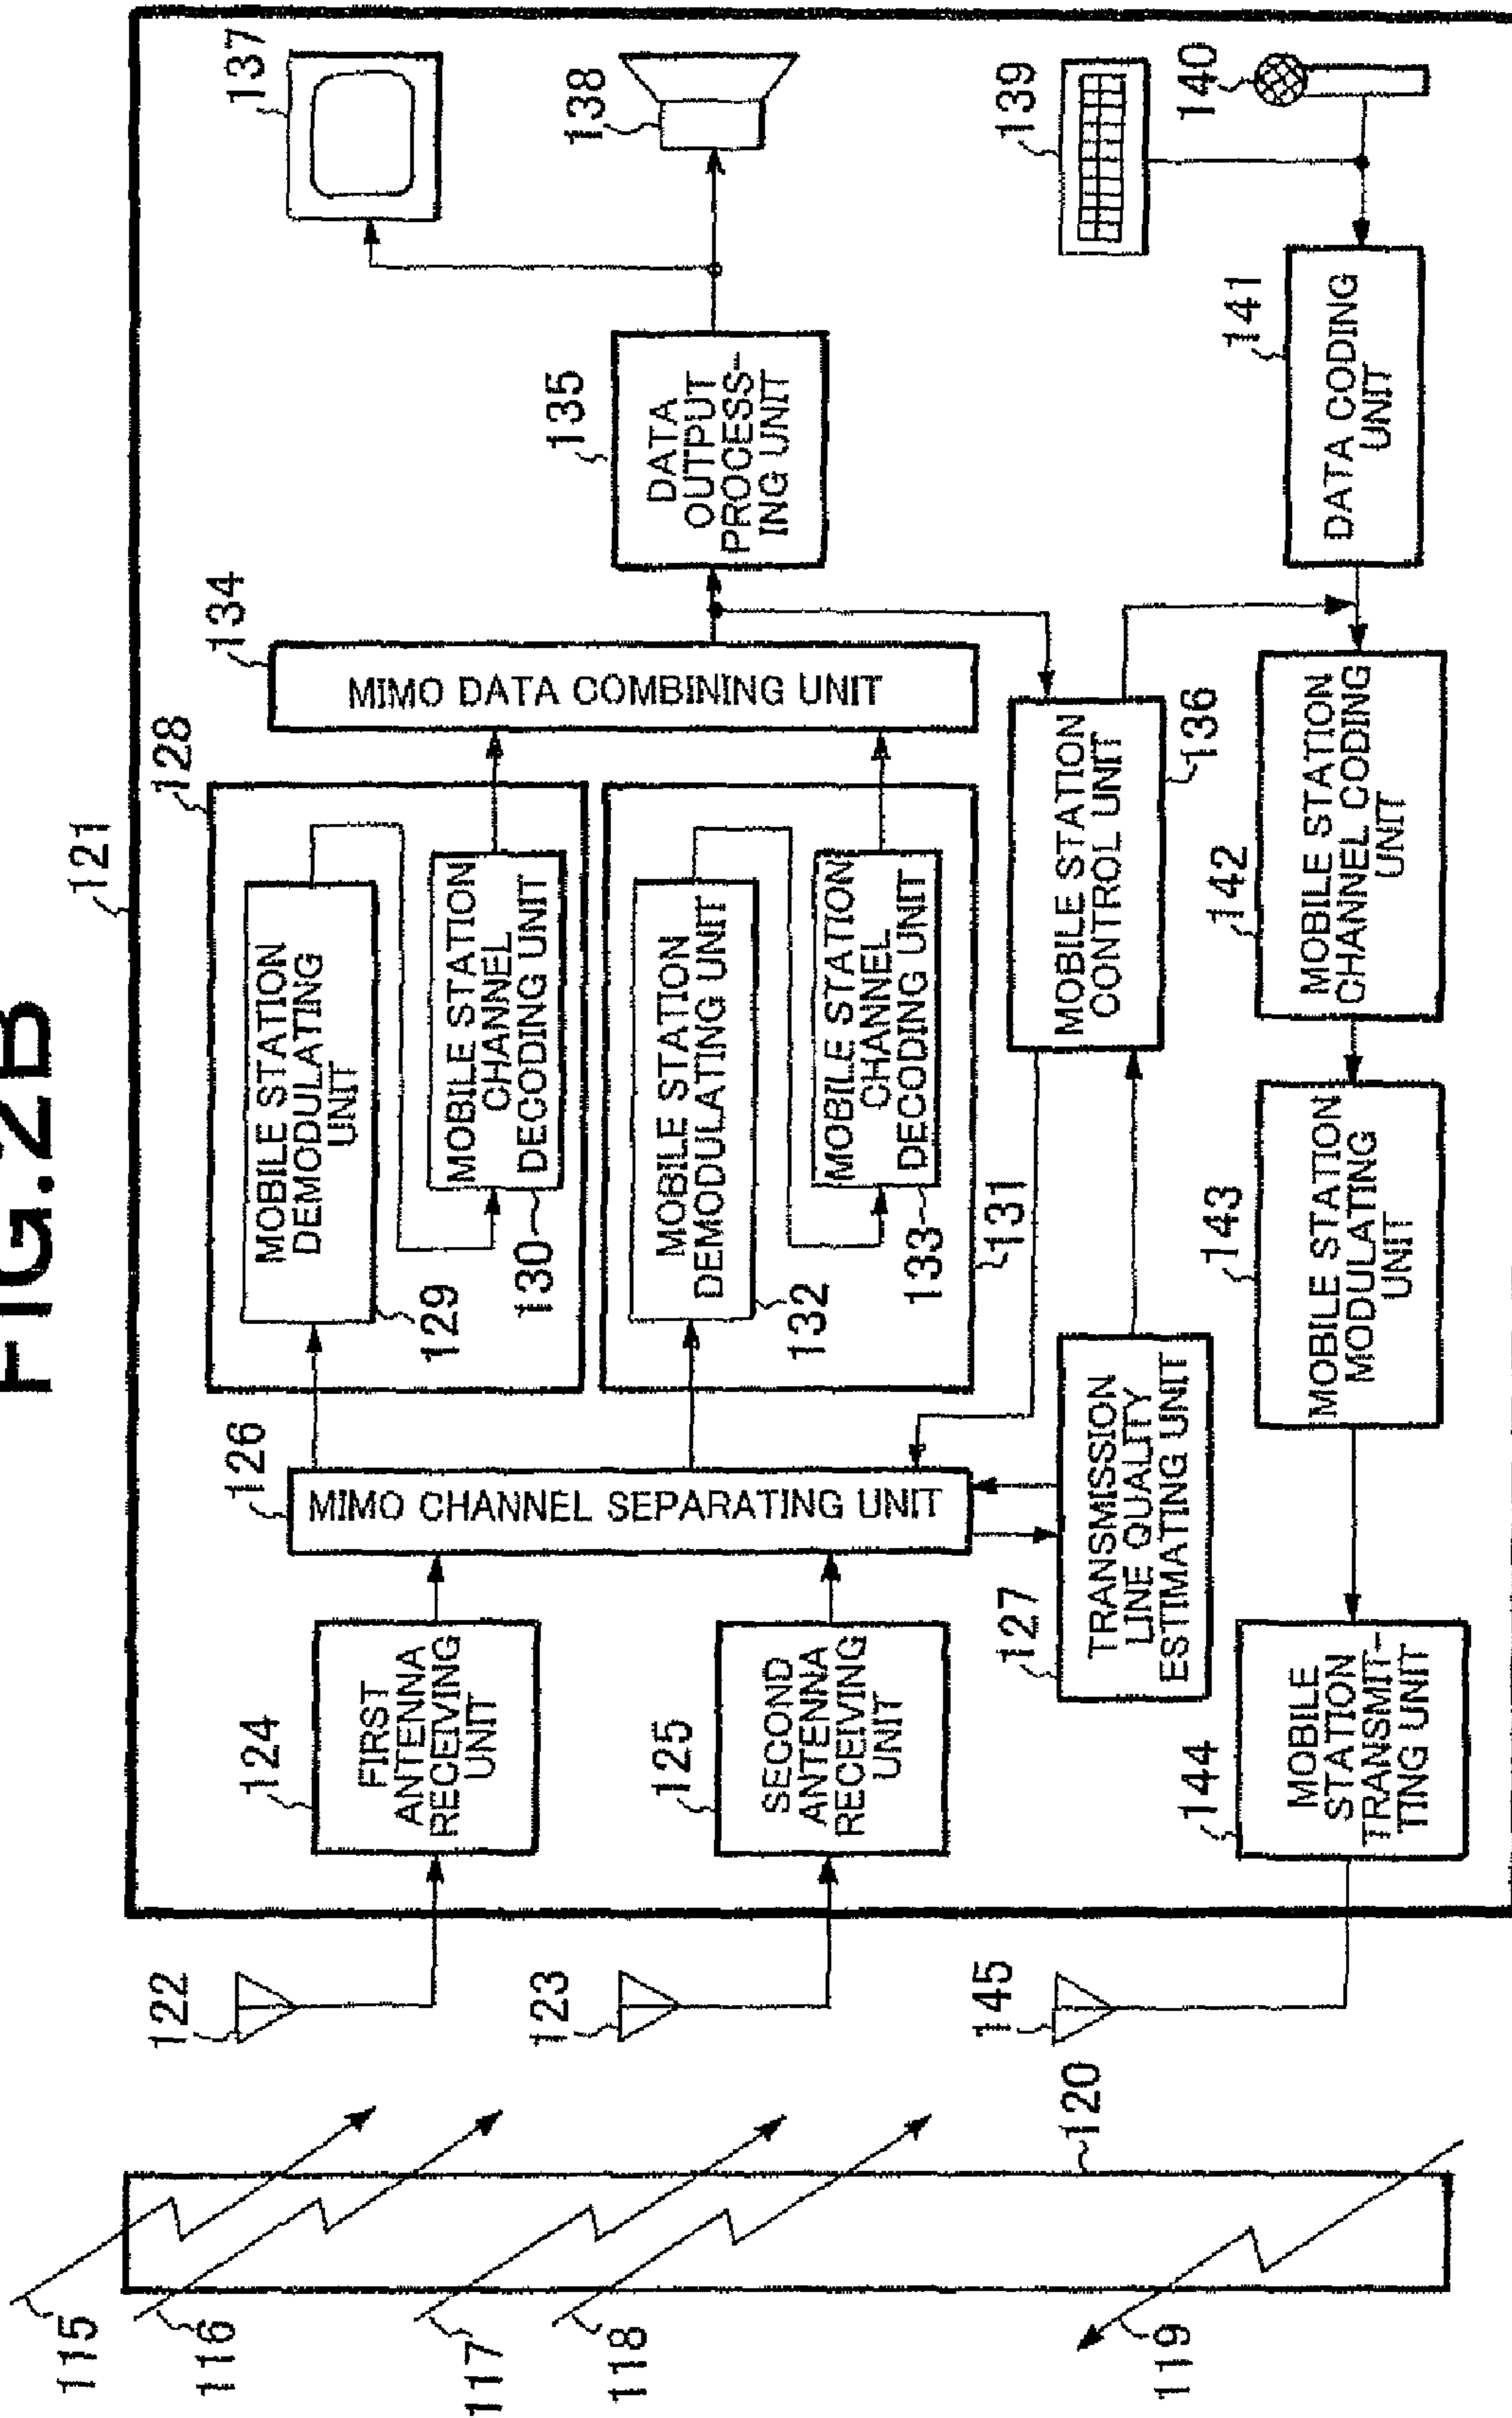 FIG.2B
121
115
116
117
118
119
120
122
123
145
124
FIRST
ANTENNA
RECEIVING
UNIT
125
SECOND
ANTENNA
RECEIVING
UNIT
126
MIMO CHANNEL SEPARATING UNIT
127
TRANSMISSION
LINE QUALITY
ESTIMATING UNIT
128
MOBILE STATION
DEMODULATING
UNIT
129
MOBILE STATION
CHANNEL
DECODING UNIT
130
MOBILE STATION
DEMODULATING UNIT
132
MOBILE STATION
CHANNEL
DECODING UNIT
133
131
134
MIMO DATA COMBINING UNIT
135
DATA
OUTPUT
PROCESS-
ING UNIT
MOBILE STATION
CONTROL UNIT
136
137
138
139
140
141
DATA CODING
UNIT
142
MOBILE STATION
CHANNEL CODING
UNIT
143
MOBILE STATION
MODULATING
UNIT
144
MOBILE
STATION
TRANSMIT-
TING UNIT